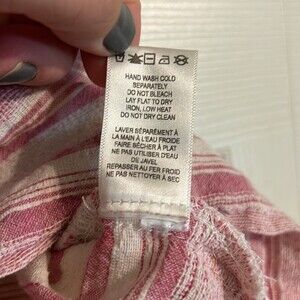 HAND WASH COLD
SEPARATELY
DO NOT BLEACH
LAY FLAT TO DRY
IRON, LOW HEAT
DO NOT DRY CLEAN
LAVER SÉPARÉMENT À
LA MAIN À L'EAU FROIDE
FAIRE SÉCHER À PLAT
NE PAS UTILISER D'EAU
DE JAVEL
REPASSER AU FER FROID
NE PAS NETTOYER À SEC